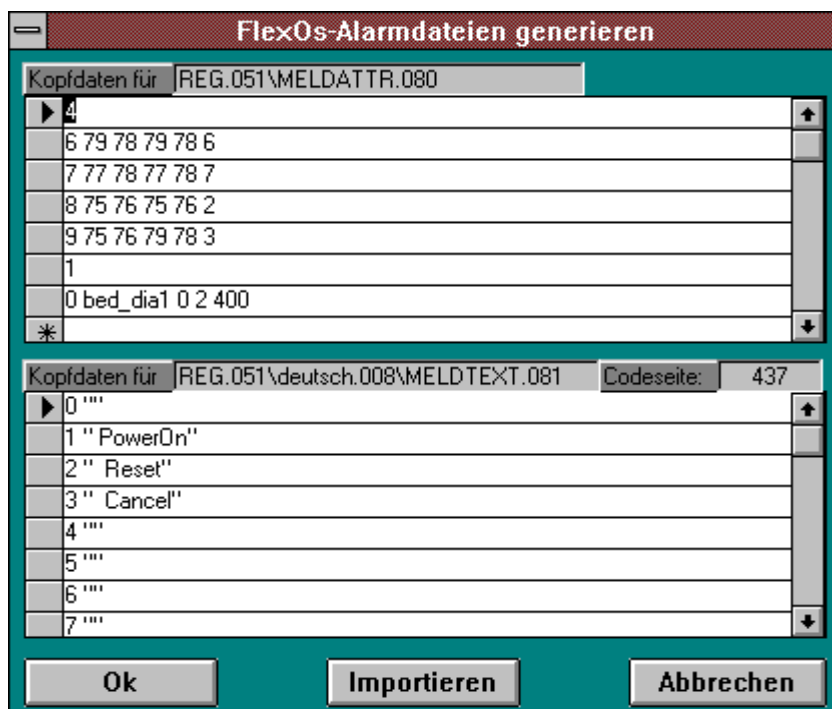 FlexOs-Alarmdateien generieren
Kopfdaten für REG.051\MELDATTR.080
4
6 79 78 79 78 6
7 77 78 77 78 7
8 75 76 75 76 2
9 75 76 79 78 3
1
0 bed_dia1 0 2 400
Kopfdaten für REG.051\deutsch.008\MELDTEXT.081 Codeseite: 437
0 ""
1 " PowerOn"
2 "  Reset"
3 "  Cancel"
4 ""
5 ""
6 ""
7 ""
Ok Importieren Abbrechen